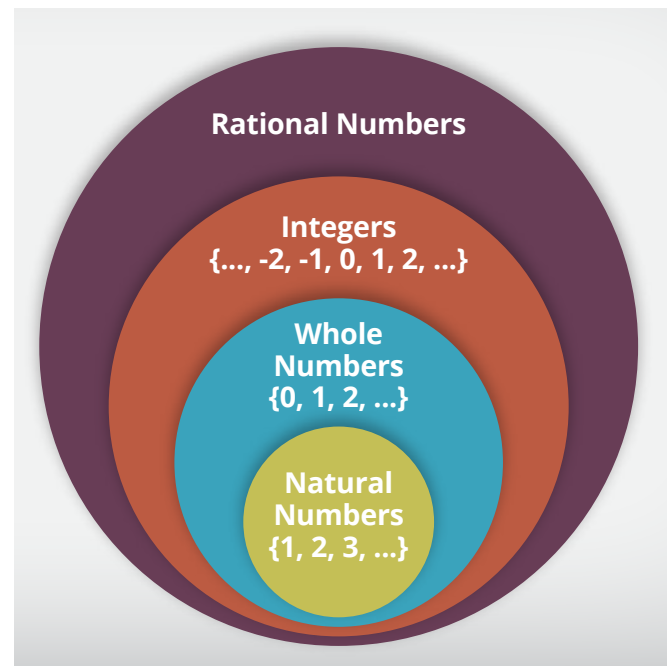 Rational Numbers
Integers
{..., -2, -1, 0, 1, 2, ...}
Whole
Numbers
{0, 1, 2, ...}
Natural
Numbers
{1, 2, 3, ...}